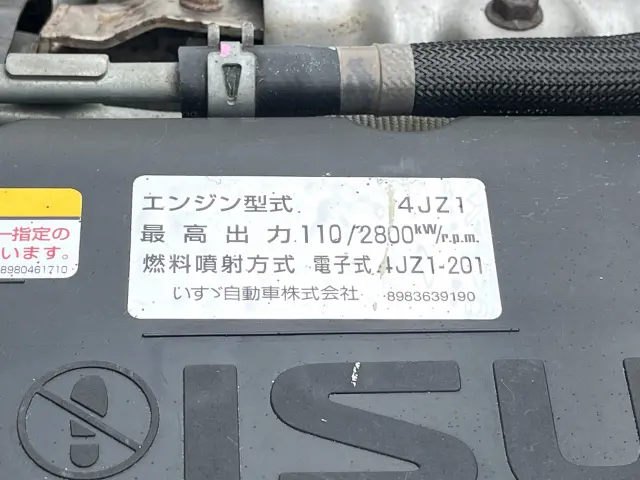 エンジン型式 4JZ1
最高出力 110/2800kW/r.p.m.
燃料噴射方式 電子式 4JZ1-201
いすゞ自動車株式会社 8983639190
指定の
います。
8980461710
ISU